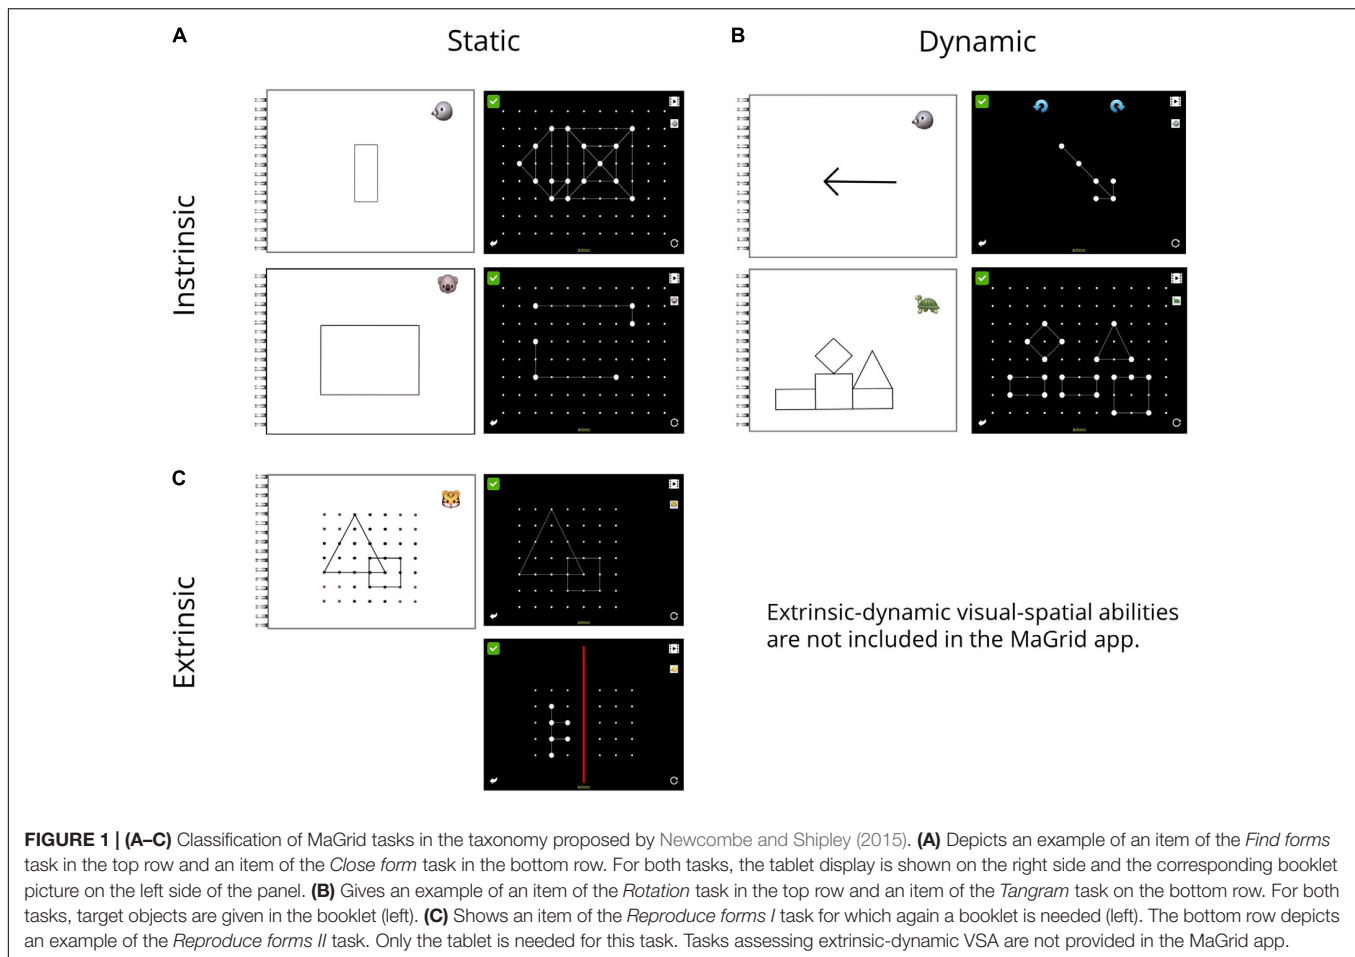 A
Static
B
Dynamic
Instrinsic
Admin
Admin
Admin
Admin
C
Extrinsic
Admin
Extrinsic-dynamic visual-spatial abilities
are not included in the MaGrid app.
Admin
FIGURE 1 | (A–C) Classification of MaGrid tasks in the taxonomy proposed by Newcombe and Shipley (2015). (A) Depicts an example of an item of the Find forms
task in the top row and an item of the Close form task in the bottom row. For both tasks, the tablet display is shown on the right side and the corresponding booklet
picture on the left side of the panel. (B) Gives an example of an item of the Rotation task in the top row and an item of the Tangram task on the bottom row. For both
tasks, target objects are given in the booklet (left). (C) Shows an item of the Reproduce forms I task for which again a booklet is needed (left). The bottom row depicts
an example of the Reproduce forms II task. Only the tablet is needed for this task. Tasks assessing extrinsic-dynamic VSA are not provided in the MaGrid app.